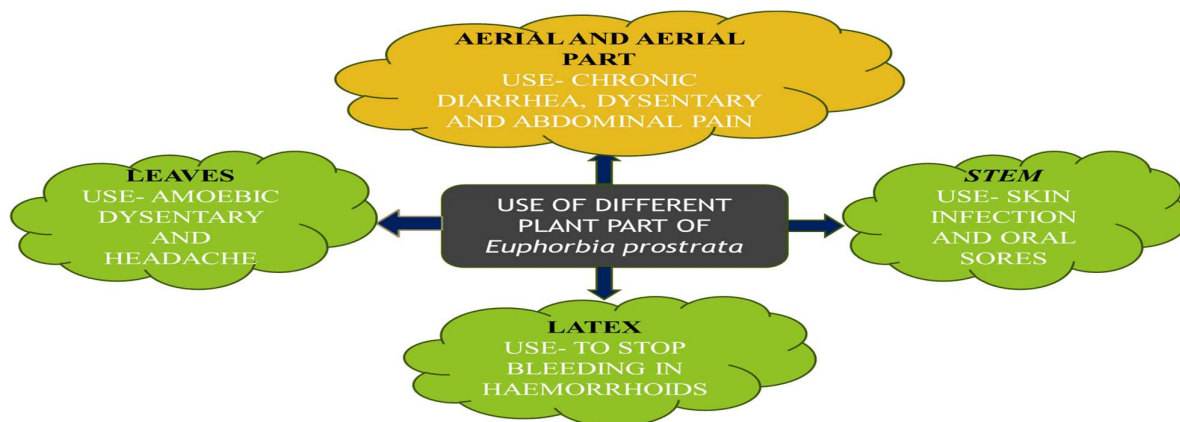 AERIAL AND AERIAL
PART
USE- CHRONIC
DIARRHEA, DYSENTARY
AND ABDOMINAL PAIN
LEAVES
USE- AMOEBIC
DYSENTARY
AND
HEADACHE
USE OF DIFFERENT
PLANT PART OF
Euphorbia prostrata
STEM
USE- SKIN
INFECTION
AND ORAL
SORES
LATEX
USE- TO STOP
BLEEDING IN
HAEMORRHOIDS